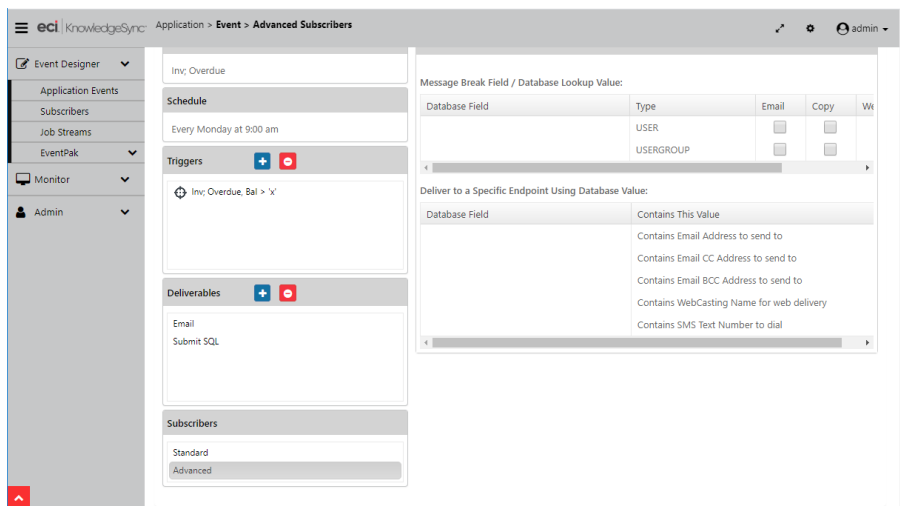 eci KnowledgeSync
Application > Event > Advanced Subscribers
admin
Event Designer
Application Events
Subscribers
Job Streams
EventPak
Monitor
Admin
Inv; Overdue
Schedule
Every Monday at 9:00 am
Triggers
Inv; Overdue, Bal > 'x'
Deliverables
Email
Submit SQL
Subscribers
Standard
Advanced
Message Break Field / Database Lookup Value:
Database Field Type Email Copy We
USER
USERGROUP
Deliver to a Specific Endpoint Using Database Value:
Database Field Contains This Value
Contains Email Address to send to
Contains Email CC Address to send to
Contains Email BCC Address to send to
Contains WebCasting Name for web delivery
Contains SMS Text Number to dial